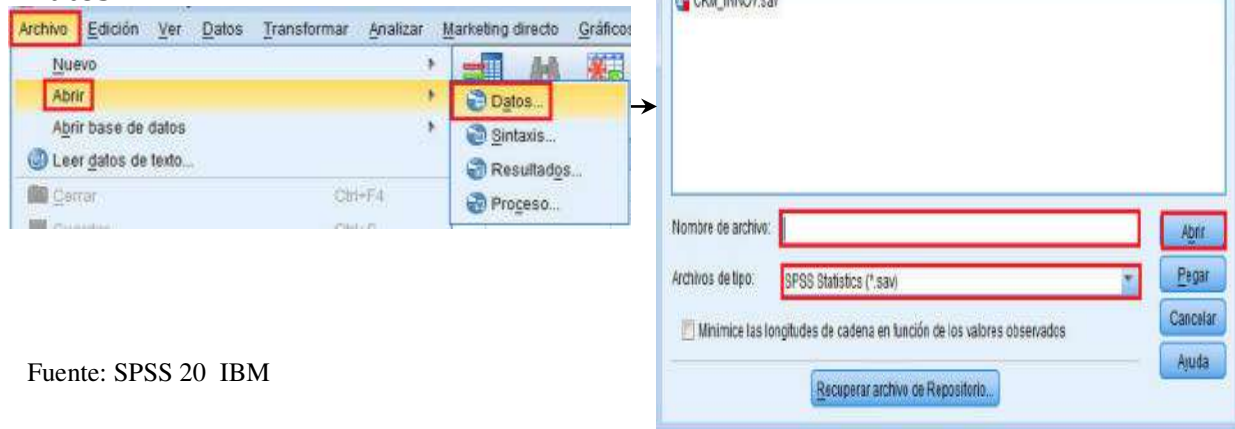 Archivo Edición Ver Datos Transformar Analizar Marketing directo Gráficos
Nuevo
Abrir
Abrir base de datos
Leer datos de texto...
Cerrar Ctrl+F4
Datos...
Sintaxis...
Resultados...
Proceso...
Fuente: SPSS 20 IBM
CRM_INNOV.sav
Nombre de archivo: Abrir
Archivos de tipo: SPSS Statistics (*.sav) Pegar
Minimice las longitudes de cadena en función de los valores observados
Cancelar
Ayuda
Recuperar archivo de Repositorio...